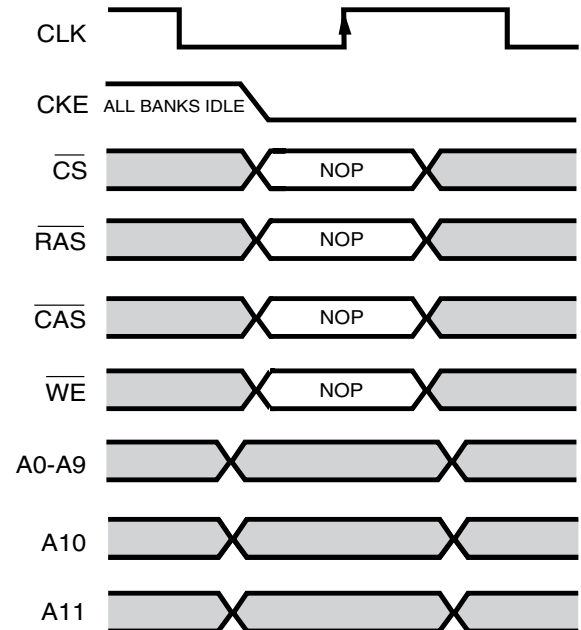 CLK
CKE ALL BANKS IDLE
CS NOP
RAS NOP
CAS NOP
WE NOP
A0-A9
A10
A11